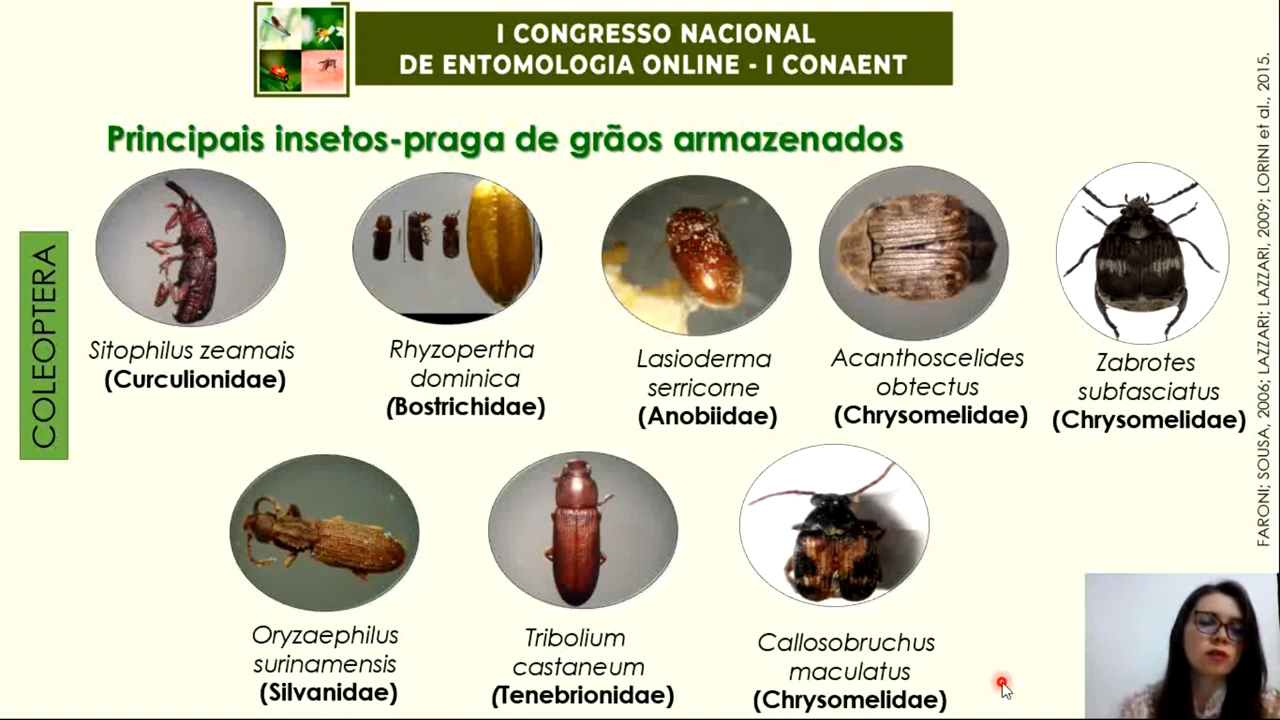 I CONGRESSO NACIONAL
DE ENTOMOLOGIA ONLINE - I CONAENT
Principais insetos-praga de grãos armazenados
COLEOPTERA
Sitophilus zeamais
(Curculionidae)
Rhyzopertha
dominica
(Bostrichidae)
Lasioderma
serricorne
(Anobiidae)
Acanthoscelides
obtectus
(Chrysomelidae)
Zabrotes
subfasciatus
(Chrysomelidae)
Oryzaephilus
surinamensis
(Silvanidae)
Tribolium
castaneum
(Tenebrionidae)
Callosobruchus
maculatus
(Chrysomelidae)
FARONI; SOUSA, 2006; LAZZARI; LAZZARI, 2009; LORINI et al., 2015.